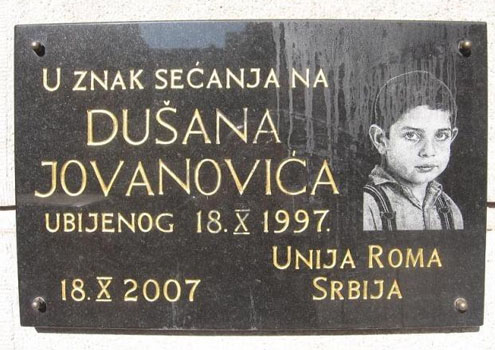 U ZNAK SEĆANJA NA
DUŠANA
JOVANOVIĆA
UBIJENOG 18.X 1997.
UNIJA ROMA
SRBIJA
18.X 2007